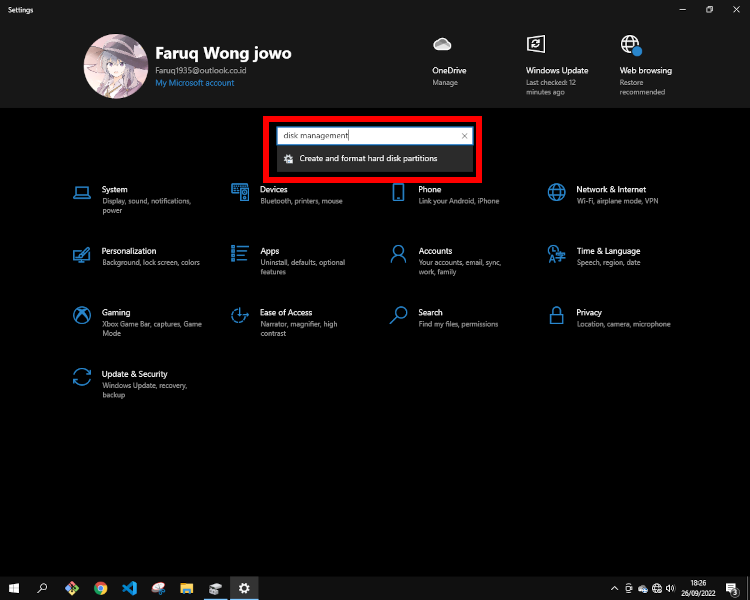 Settings
Faruq Wong jowo
Faruq1935@outlook.co.id
My Microsoft account
OneDrive
Manage
Windows Update
Last checked: 12
minutes ago
Web browsing
Restore
recommended
disk management
Create and format hard disk partitions
System
Display, sound, notifications,
power
Devices
Bluetooth, printers, mouse
Phone
Link your Android, iPhone
Network & Internet
Wi-Fi, airplane mode, VPN
Personalization
Background, lock screen, colors
Apps
Uninstall, defaults, optional
features
Accounts
Your accounts, email, sync,
work, family
Time & Language
Speech, region, date
Gaming
Xbox Game Bar, captures, Game
Mode
Ease of Access
Narrator, magnifier, high
contrast
Search
Find my files, permissions
Privacy
Location, camera, microphone
Update & Security
Windows Update, recovery,
backup
18:26
26/09/2022
3